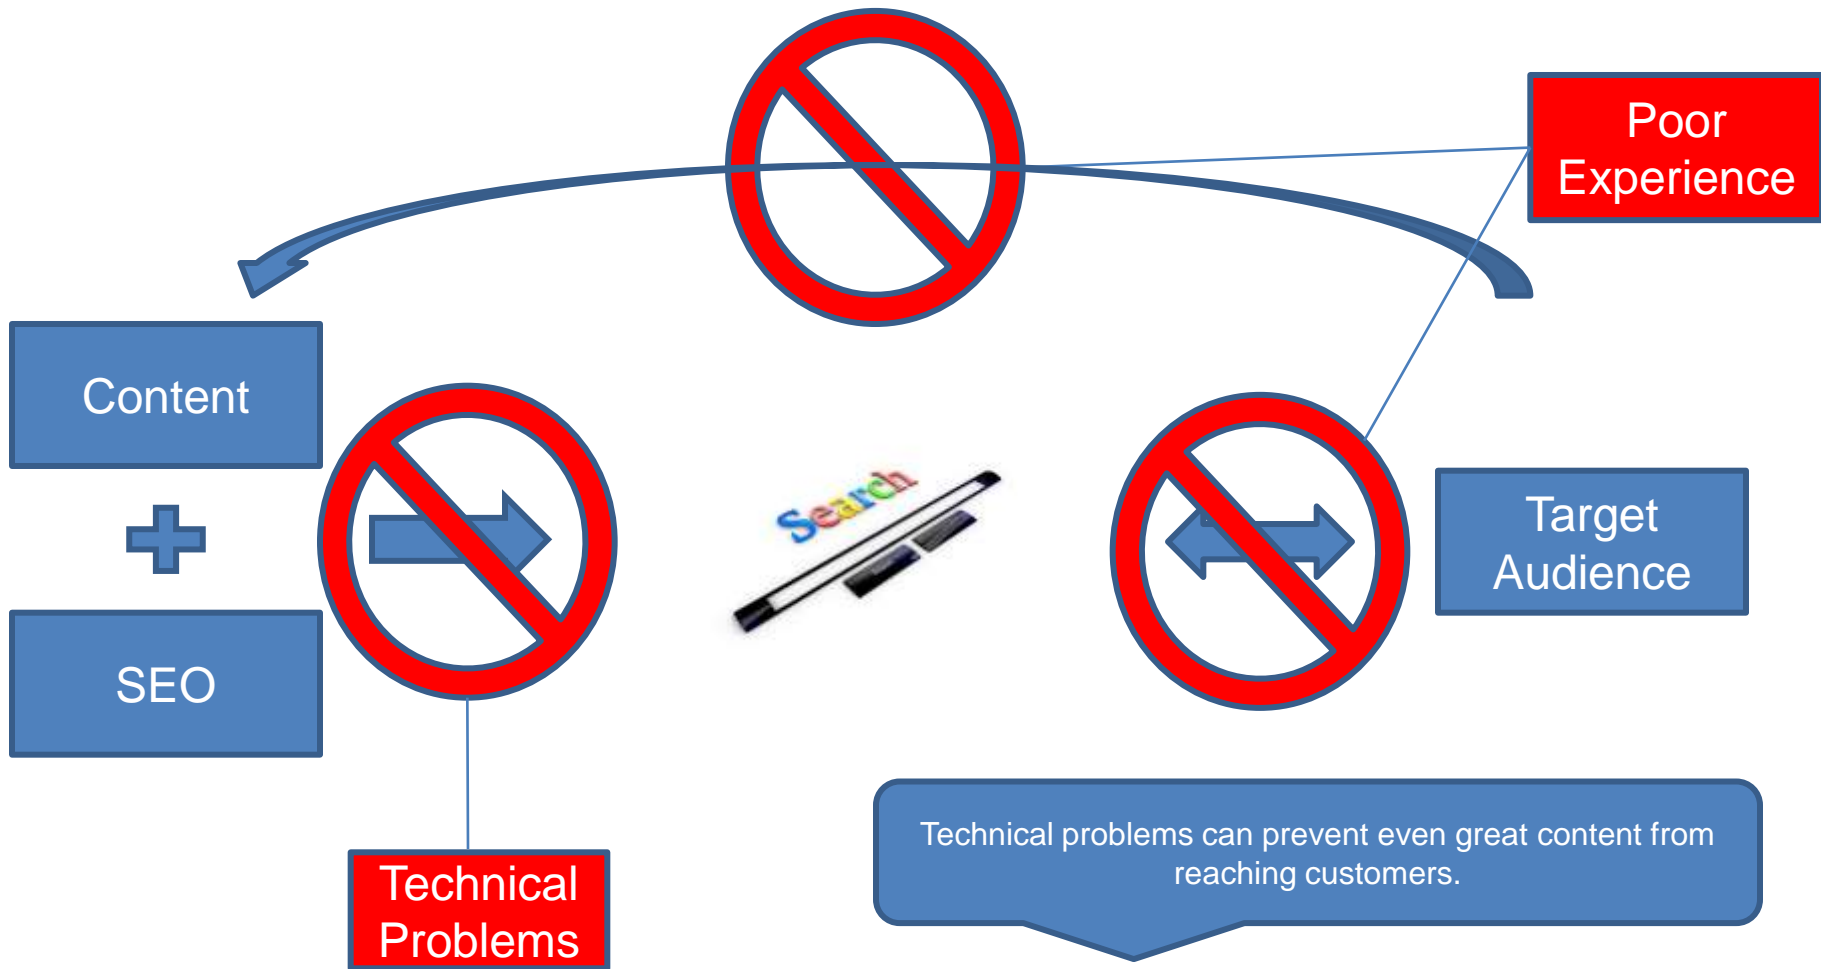 Poor
Experience
Content
Search
Target
Audience
SEO
Technical problems can prevent even great content from
reaching customers.
Technical
Problems